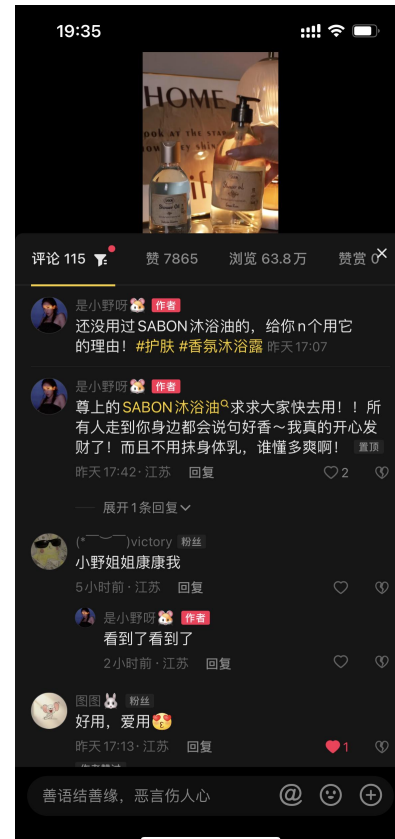 19:35
HOME
评论 115
赞 7865
浏览 63.8万
赞赏 0
是小野呀🐹 作者
还没用过SABON沐浴油的，给你n个用它
的理由！#护肤 #香氛沐浴露 昨天17:07
是小野呀🐹 作者
尊上的SABON沐浴油 求求大家快去用！！所
有人走到你身边都会说句好香～我真的开心发
财了！而且不用抹身体乳，谁懂多爽啊！ 置顶
昨天17:42·江苏 回复
2
展开1条回复
(*￣︶￣)victory 粉丝
小野姐姐康康我
5小时前·江苏 回复
是小野呀🐹 作者
看到了看到了
2小时前·江苏 回复
图图🐰 粉丝
好用，爱用😍
昨天17:13·江苏 回复
1
善语结善缘，恶言伤人心
@